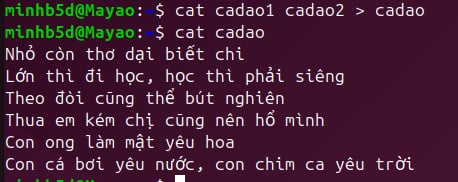 minhb5d@Mayao:~$ cat cadao1 cadao2 > cadao
minhb5d@Mayao:~$ cat cadao
Nhỏ còn thơ dại biết chi
Lớn thì đi học, học thì phải siêng
Theo đòi cũng thể bút nghiên
Thua em kém chị cũng nên hổ mình
Con ong làm mật yêu hoa
Con cá bơi yêu nước, con chim ca yêu trời
minhb5d@Mayao:~$